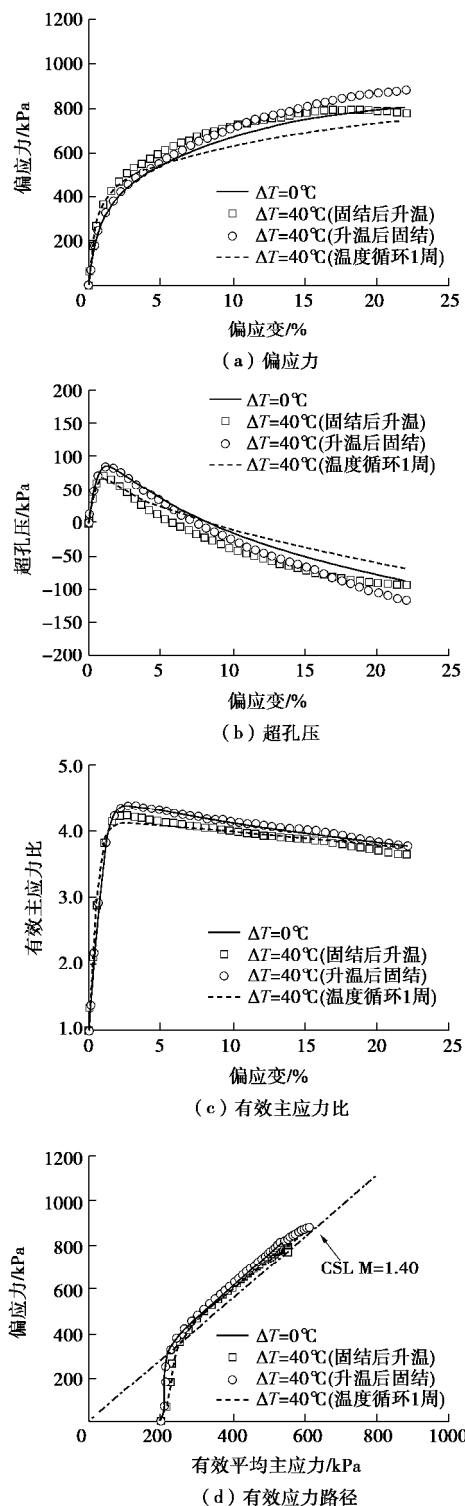 1200
1000
800
600
400
200
0
偏应力/kPa
ΔT=0℃
ΔT=40℃(固结后升温)
ΔT=40℃(升温后固结)
ΔT=40℃(温度循环1周)
0 5 10 15 20 25
偏应变/%
(a)偏应力
200
150
100
50
0
-50
-100
-150
-200
超孔压/kPa
ΔT=0℃
ΔT=40℃(固结后升温)
ΔT=40℃(升温后固结)
ΔT=40℃(温度循环1周)
0 5 10 15 20 25
偏应变/%
(b)超孔压
5.0
4.0
3.0
2.0
1.0
有效主应力比
ΔT=0℃
ΔT=40℃(固结后升温)
ΔT=40℃(升温后固结)
ΔT=40℃(温度循环1周)
0 5 10 15 20 25
偏应变/%
(c)有效主应力比
1200
1000
800
600
400
200
0
偏应力/kPa
CSL M=1.40
ΔT=0℃
ΔT=40℃(固结后升温)
ΔT=40℃(升温后固结)
ΔT=40℃(温度循环1周)
0 200 400 600 800 1000
有效平均主应力/kPa
(d)有效应力路径